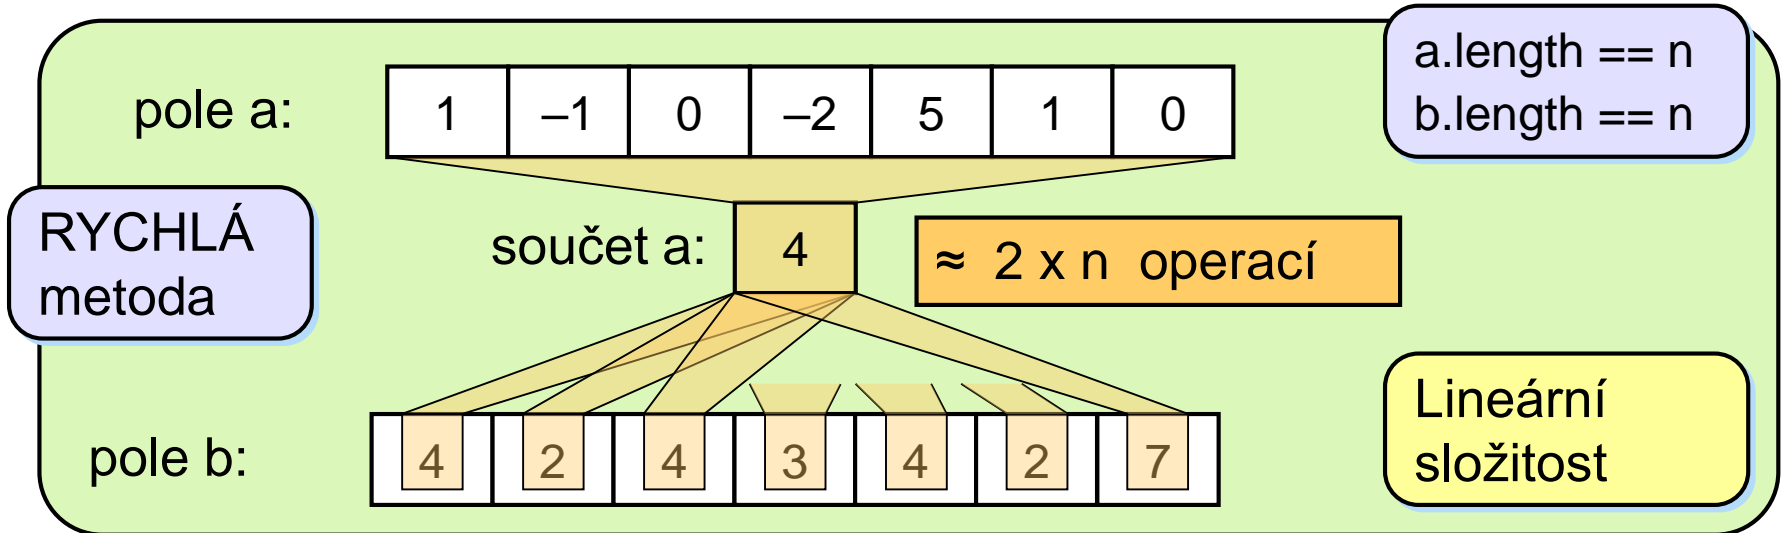 a.length == n
b.length == n
pole a: 1 –1 0 –2 5 1 0
RYCHLÁ
metoda
součet a: 4
≈ 2 x n operací
Lineární
složitost
pole b: 4 2 4 3 4 2 7